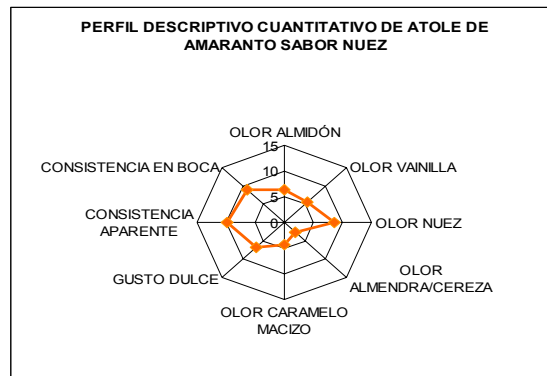 PERFIL DESCRIPTIVO CUANTITATIVO DE ATOLE DE
AMARANTO SABOR NUEZ
OLOR ALMIDÓN
15
10
5
0
OLOR VAINILLA
OLOR NUEZ
OLOR
ALMENDRA/CEREZA
OLOR CARAMELO
MACIZO
GUSTO DULCE
CONSISTENCIA
APARENTE
CONSISTENCIA EN BOCA